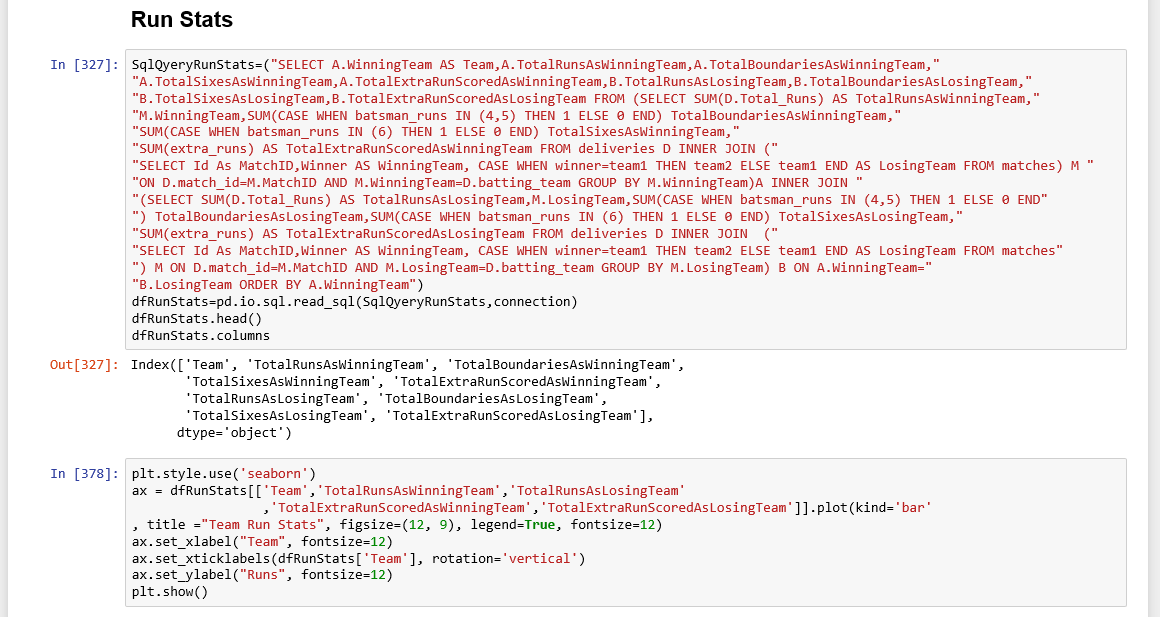 Run Stats
In [327]: SqlQyeryRunStats=("SELECT A.WinningTeam AS Team,A.TotalRunsAsWinningTeam,A.TotalBoundariesAsWinningTeam,"
"A.TotalSixesAsWinningTeam,A.TotalExtraRunScoredAsWinningTeam,B.TotalRunsAsLosingTeam,B.TotalBoundariesAsLosingTeam,"
"B.TotalSixesAsLosingTeam,B.TotalExtraRunScoredAsLosingTeam FROM (SELECT SUM(D.Total_Runs) AS TotalRunsAsWinningTeam,"
"M.WinningTeam,SUM(CASE WHEN batsman_runs IN (4,5) THEN 1 ELSE 0 END) TotalBoundariesAsWinningTeam,"
"SUM(CASE WHEN batsman_runs IN (6) THEN 1 ELSE 0 END) TotalSixesAsWinningTeam,"
"SUM(extra_runs) AS TotalExtraRunScoredAsWinningTeam FROM deliveries D INNER JOIN ("
"SELECT Id As MatchID,Winner AS WinningTeam, CASE WHEN winner=team1 THEN team2 ELSE team1 END AS LosingTeam FROM matches) M "
"ON D.match_id=M.MatchID AND M.WinningTeam=D.batting_team GROUP BY M.WinningTeam)A INNER JOIN "
"(SELECT SUM(D.Total_Runs) AS TotalRunsAsLosingTeam,M.LosingTeam,SUM(CASE WHEN batsman_runs IN (4,5) THEN 1 ELSE 0 END"
") TotalBoundariesAsLosingTeam,SUM(CASE WHEN batsman_runs IN (6) THEN 1 ELSE 0 END) TotalSixesAsLosingTeam,"
"SUM(extra_runs) AS TotalExtraRunScoredAsLosingTeam FROM deliveries D INNER JOIN  ("
"SELECT Id As MatchID,Winner AS WinningTeam, CASE WHEN winner=team1 THEN team2 ELSE team1 END AS LosingTeam FROM matches"
") M ON D.match_id=M.MatchID AND M.LosingTeam=D.batting_team GROUP BY M.LosingTeam) B ON A.WinningTeam="
"B.LosingTeam ORDER BY A.WinningTeam")
dfRunStats=pd.io.sql.read_sql(SqlQyeryRunStats,connection)
dfRunStats.head()
dfRunStats.columns
Out[327]: Index(['Team', 'TotalRunsAsWinningTeam', 'TotalBoundariesAsWinningTeam',
'TotalSixesAsWinningTeam', 'TotalExtraRunScoredAsWinningTeam',
'TotalRunsAsLosingTeam', 'TotalBoundariesAsLosingTeam',
'TotalSixesAsLosingTeam', 'TotalExtraRunScoredAsLosingTeam'],
dtype='object')
In [378]: plt.style.use('seaborn')
ax = dfRunStats[['Team','TotalRunsAsWinningTeam','TotalRunsAsLosingTeam'
,'TotalExtraRunScoredAsWinningTeam','TotalExtraRunScoredAsLosingTeam']].plot(kind='bar'
, title ="Team Run Stats", figsize=(12, 9), legend=True, fontsize=12)
ax.set_xlabel("Team", fontsize=12)
ax.set_xticklabels(dfRunStats['Team'], rotation='vertical')
ax.set_ylabel("Runs", fontsize=12)
plt.show()